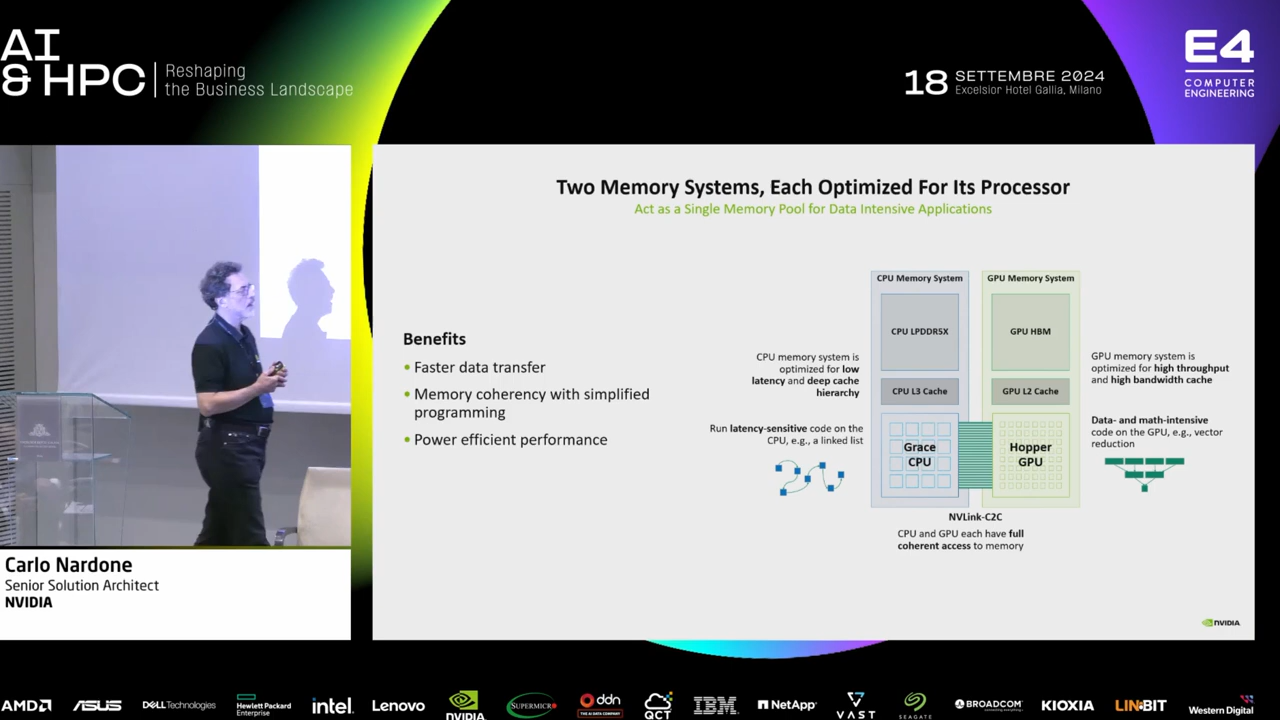 AI
& HPC
Reshaping
the Business Landscape
18 SETTEMBRE 2024
Excelsior Hotel Gallia, Milano
E4
COMPUTER
ENGINEERING
Two Memory Systems, Each Optimized For Its Processor
Act as a Single Memory Pool for Data Intensive Applications
Benefits
• Faster data transfer
• Memory coherency with simplified
programming
• Power efficient performance
CPU memory system is
optimized for low
latency and deep cache
hierarchy
Run latency-sensitive code on the
CPU, e.g., a linked list
CPU Memory System
CPU LPDDR5X
CPU L3 Cache
Grace
CPU
GPU Memory System
GPU HBM
GPU L2 Cache
Hopper
GPU
NVLink-C2C
CPU and GPU each have full
coherent access to memory
GPU memory system is
optimized for high throughput
and high bandwidth cache
Data- and math-intensive
code on the GPU, e.g., vector
reduction
NVIDIA
Carlo Nardone
Senior Solution Architect
NVIDIA
AMD
ASUS
DELL Technologies
Hewlett Packard
Enterprise
intel
Lenovo
NVIDIA
SUPERMICRO
ddn
THE AI DATA COMPANY
QCT
IBM
NetApp
VAST
SEAGATE
BROADCOM
KIOXIA
LINBIT
Western Digital